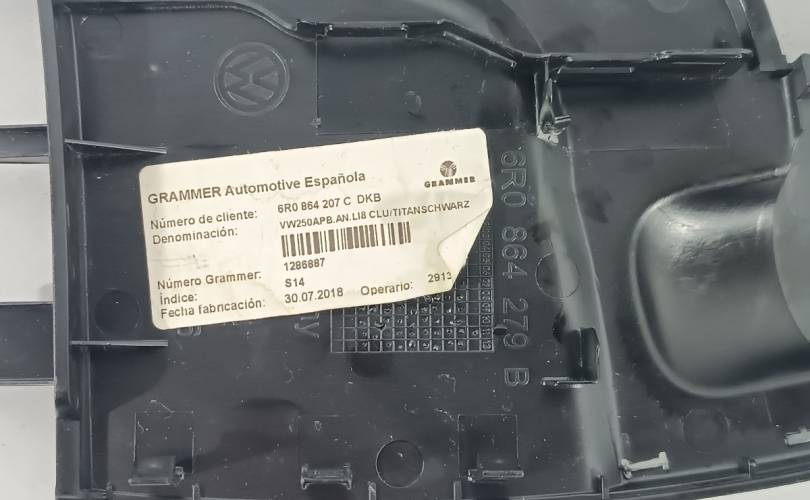 GRAMMER Automotive Española
GRAMMER
Número de cliente: 6R0 864 207 C DKB
Denominación: VW250APB.AN.LI8 CLU/TITANSCHWARZ
1286887
Número Grammer: S14
Índice: 30.07.2018 Operario: 2913
Fecha fabricación:
6R0 864 279 B